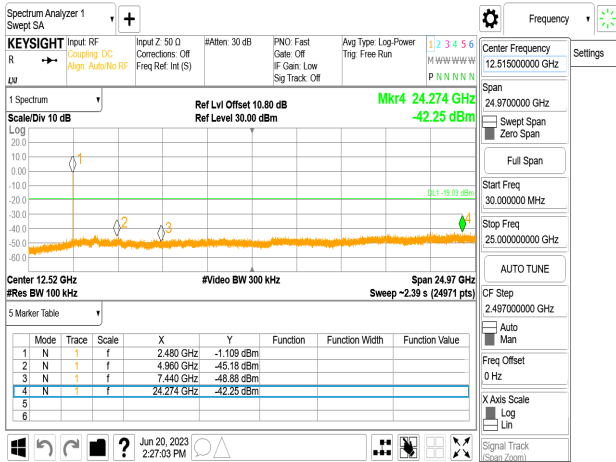 Spectrum Analyzer 1
Swept SA
Frequency
KEYSIGHT
R
Input: RF
Coupling: DC
Align: Auto/No RF
Input Z: 50 Ω
Corrections: Off
Freq Ref: Int (S)
#Atten: 30 dB
PNO: Fast
Gate: Off
IF Gain: Low
Sig Track: Off
Avg Type: Log-Power
Trig: Free Run
1 2 3 4 5 6
M W W W W W
P N N N N N
1 Spectrum
Scale/Div 10 dB
Ref Lvl Offset 10.80 dB
Ref Level 30.00 dBm
Mkr4 24.274 GHz
-42.25 dBm
Log
20.0
10.0
0.00
-10.0
-20.0
-30.0
-40.0
-50.0
-60.0
1
2
3
4
DL1 -19.03 dBm
Center 12.52 GHz
#Res BW 100 kHz
#Video BW 300 kHz
Span 24.97 GHz
Sweep ~2.39 s (24971 pts)
5 Marker Table
Mode Trace Scale X Y Function Function Width Function Value
1 N 1 f 2.480 GHz -1.109 dBm
2 N 1 f 4.960 GHz -45.18 dBm
3 N 1 f 7.440 GHz -48.88 dBm
4 N 1 f 24.274 GHz -42.25 dBm
5
6
?
Jun 20, 2023
2:27:03 PM
Settings
Center Frequency
12.515000000 GHz
Span
24.9700000 GHz
Swept Span
Zero Span
Full Span
Start Freq
30.000000 MHz
Stop Freq
25.000000000 GHz
AUTO TUNE
CF Step
2.497000000 GHz
Auto
Man
Freq Offset
0 Hz
X Axis Scale
Log
Lin
Signal Track
(Span Zoom)